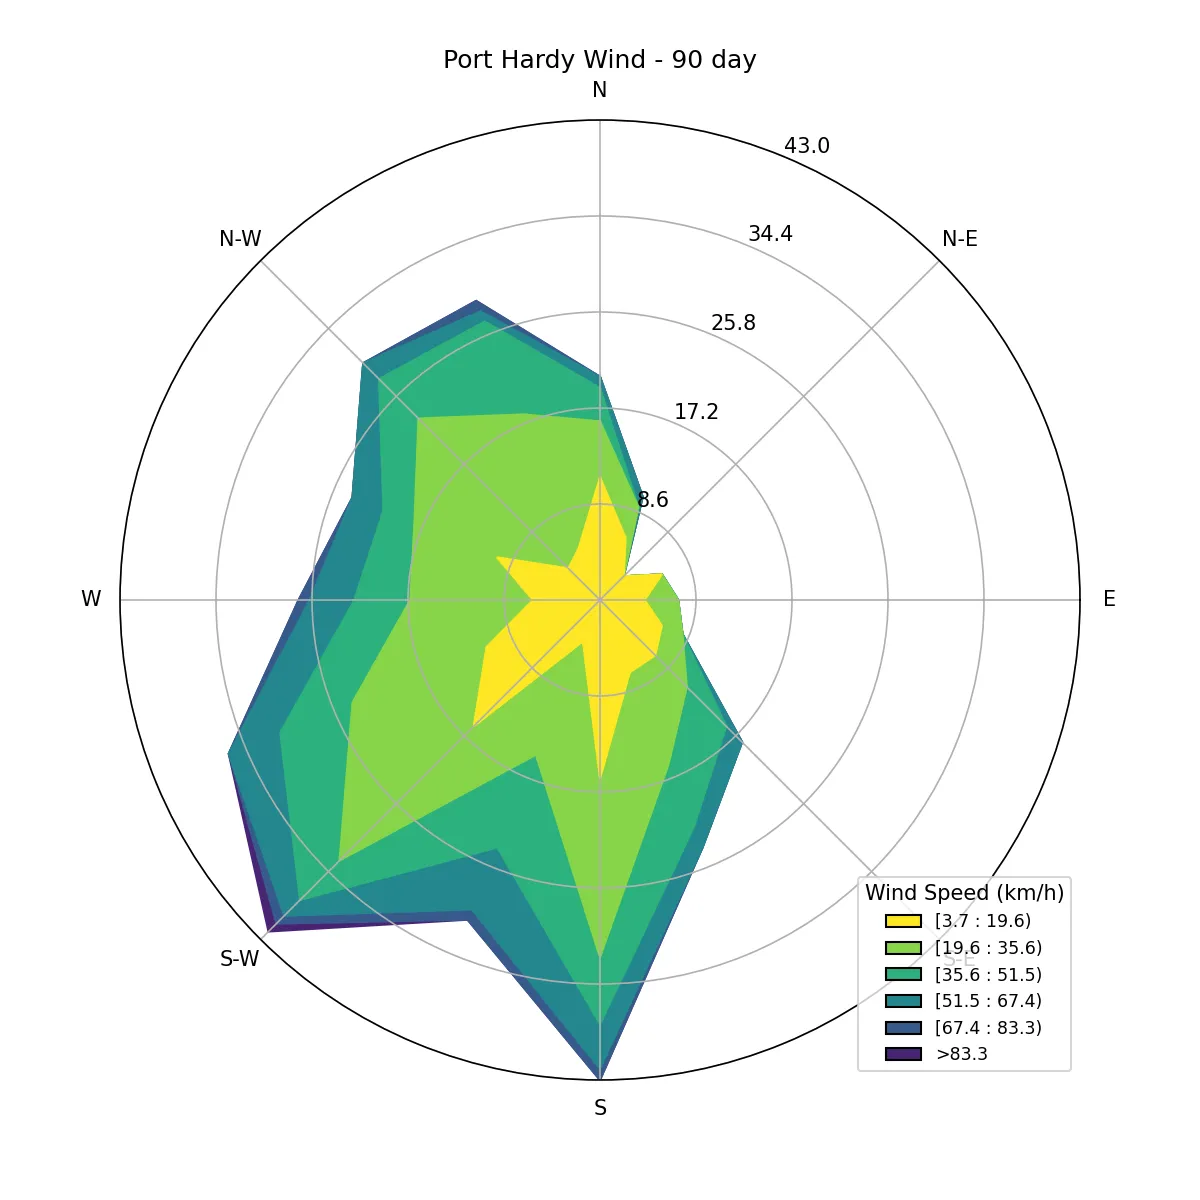 Port Hardy Wind - 90 day
N
43.0
34.4
N-W
N-E
25.8
17.2
8.6
W
E
Wind Speed (km/h)
[3.7 : 19.6)
[19.6 : 35.6)
S-W
S-E
[35.6 : 51.5)
[51.5 : 67.4)
[67.4 : 83.3)
>83.3
S